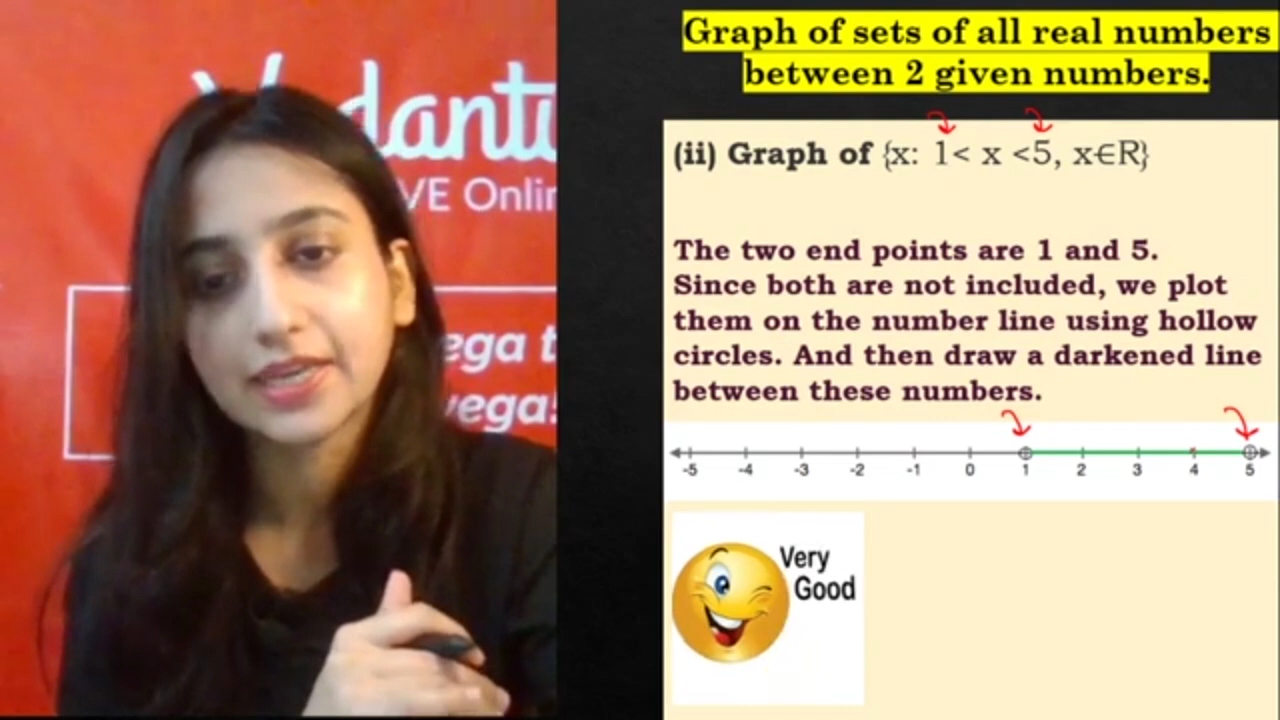 Vedantu
VE Onlin
ega t
vega!
Graph of sets of all real numbers
between 2 given numbers.
(ii) Graph of {x: 1< x <5, x∈R}
The two end points are 1 and 5.
Since both are not included, we plot
them on the number line using hollow
circles. And then draw a darkened line
between these numbers.
-5 -4 -3 -2 -1 0 1 2 3 4 5
Very
Good